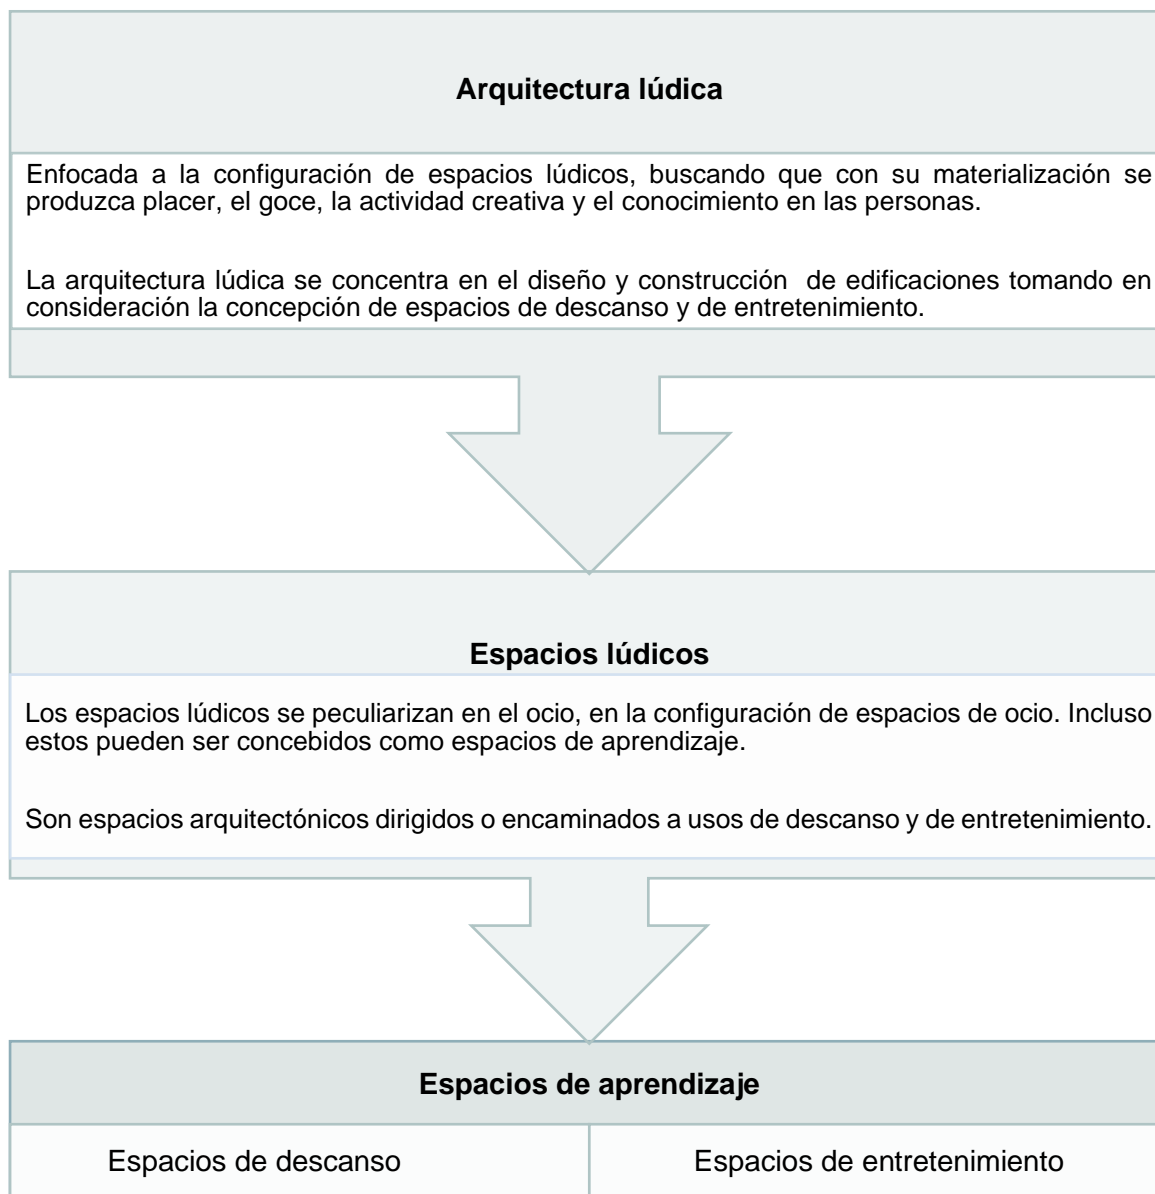 Arquitectura lúdica
Enfocada a la configuración de espacios lúdicos, buscando que con su materialización se
produzca placer, el goce, la actividad creativa y el conocimiento en las personas.
La arquitectura lúdica se concentra en el diseño y construcción de edificaciones tomando en
consideración la concepción de espacios de descanso y de entretenimiento.
Espacios lúdicos
Los espacios lúdicos se peculiarizan en el ocio, en la configuración de espacios de ocio. Incluso
estos pueden ser concebidos como espacios de aprendizaje.
Son espacios arquitectónicos dirigidos o encaminados a usos de descanso y de entretenimiento.
Espacios de aprendizaje
Espacios de descanso
Espacios de entretenimiento